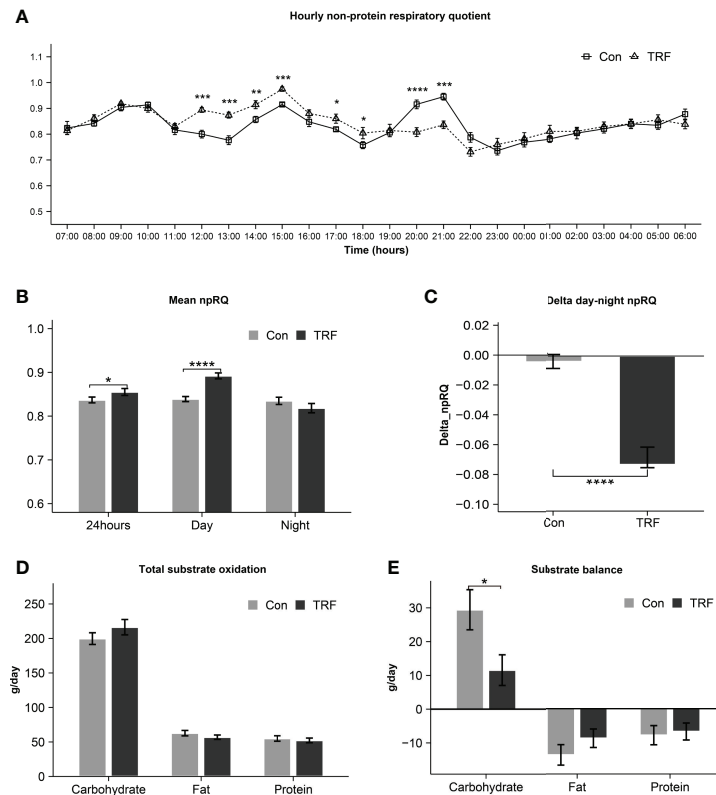 A
Hourly non-protein respiratory quotient
Con TRF
1.1
1.0
0.9
0.8
0.7
0.6
0.5
*** *** ** *** * * **** ***
07:00 08:00 09:00 10:00 11:00 12:00 13:00 14:00 15:00 16:00 17:00 18:00 19:00 20:00 21:00 22:00 23:00 00:00 01:00 02:00 03:00 04:00 05:00 06:00
Time (hours)
B
Mean npRQ
Con TRF
1.0
0.9
0.8
0.7
0.6
* ****
24hours Day Night
C
Delta day-night npRQ
Delta_npRQ
0.02
0.00
−0.02
−0.04
−0.06
−0.08
−0.10
****
Con TRF
D
Total substrate oxidation
Con TRF
g/day
250
200
150
100
50
0
Carbohydrate Fat Protein
E
Substrate balance
Con TRF
g/day
30
20
10
0
−10
*
Carbohydrate Fat Protein